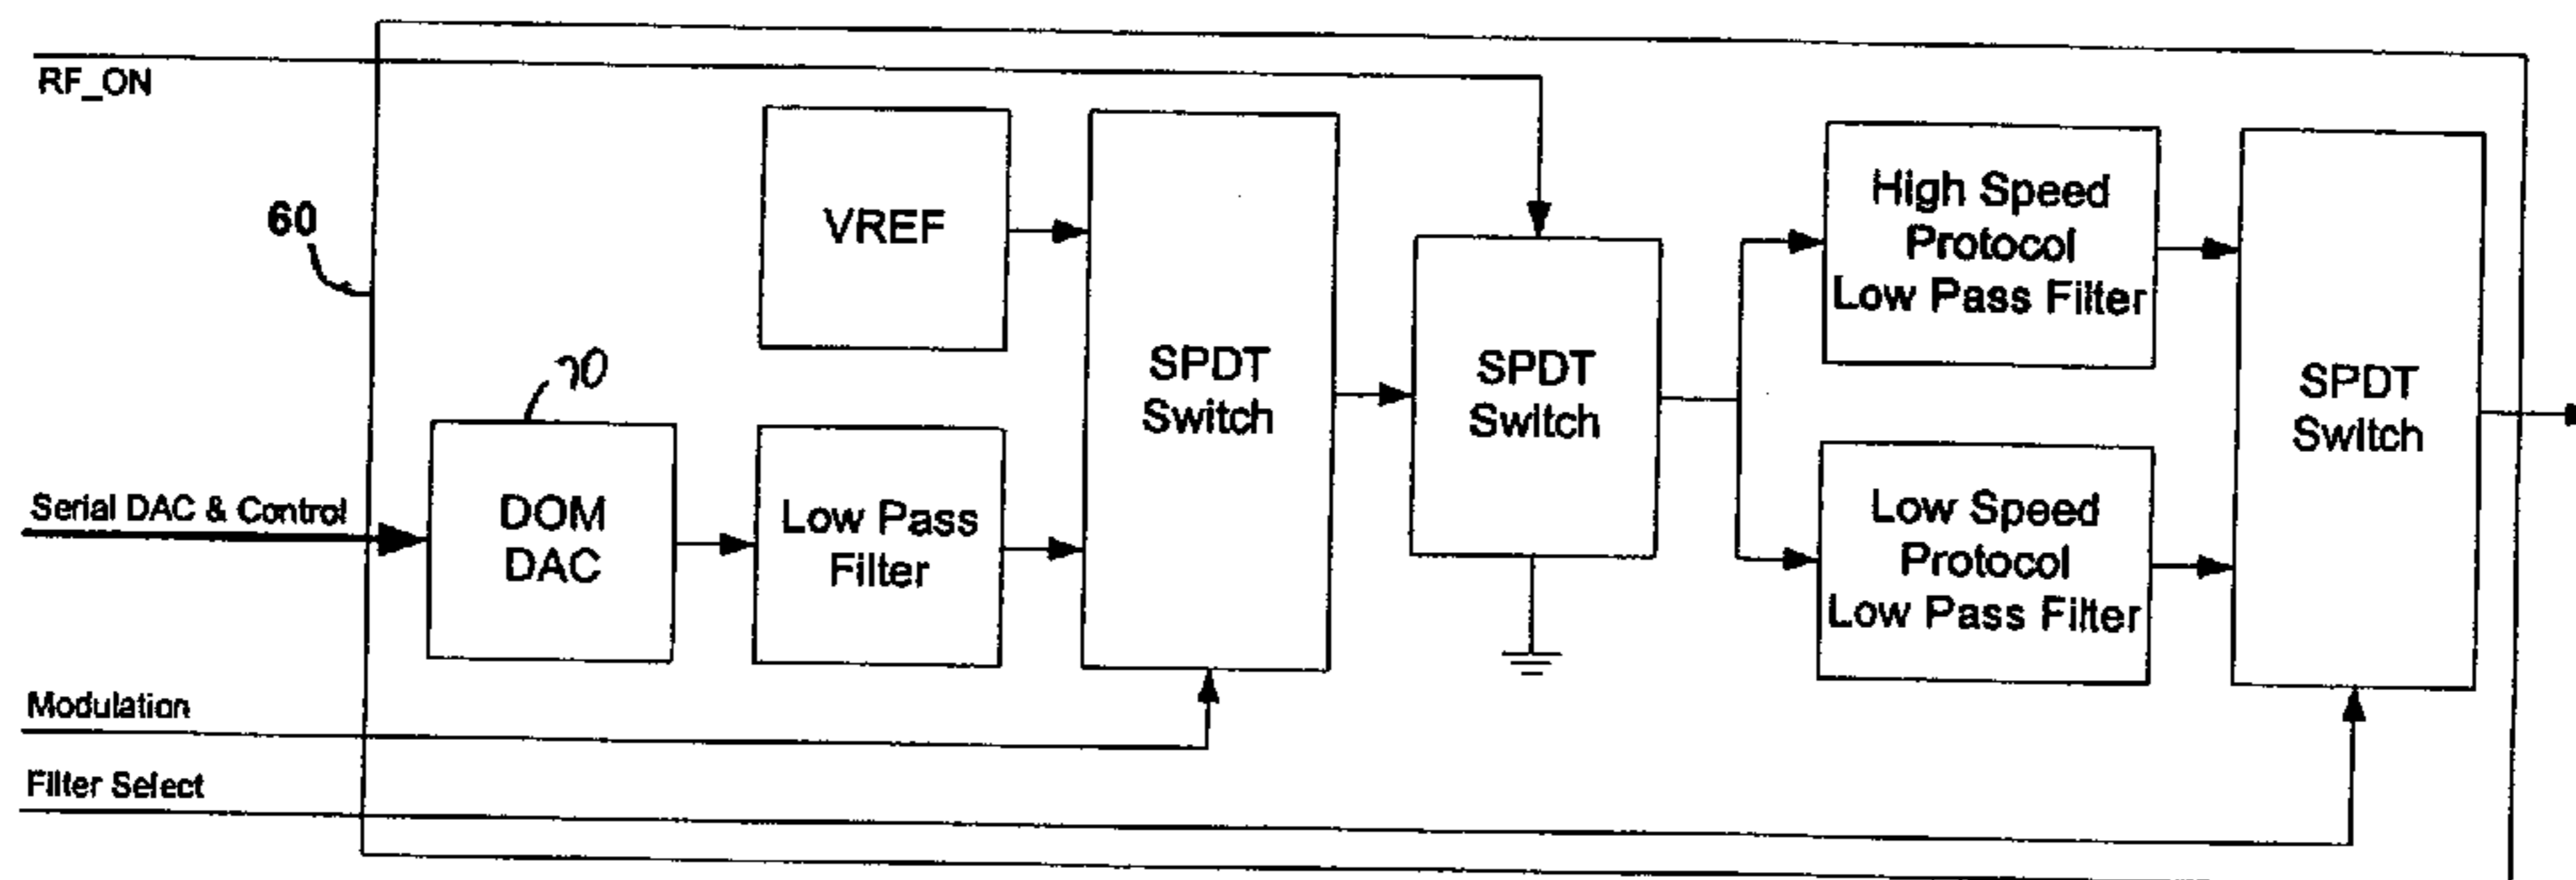 RF_ON
60
VREF
High Speed
Protocol
Low Pass Filter
SPDT
Switch
SPDT
Switch
SPDT
Switch
70
Serial DAC & Control
DOM
DAC
Low Pass
Filter
Low Speed
Protocol
Low Pass Filter
Modulation
Filter Select